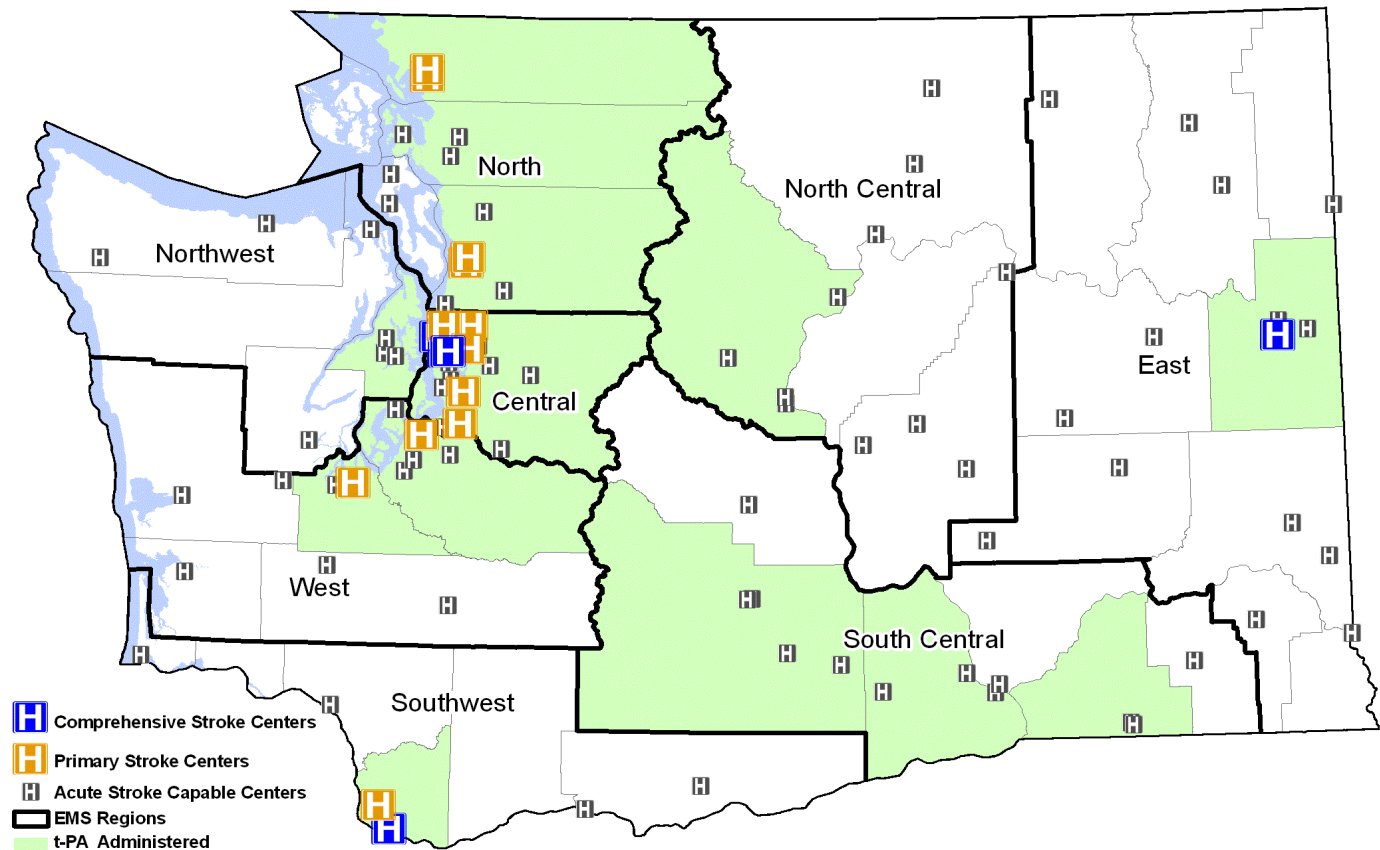 North
North Central
Northwest
East
Central
West
South Central
Southwest
H Comprehensive Stroke Centers
H Primary Stroke Centers
H Acute Stroke Capable Centers
EMS Regions
t-PA Administered